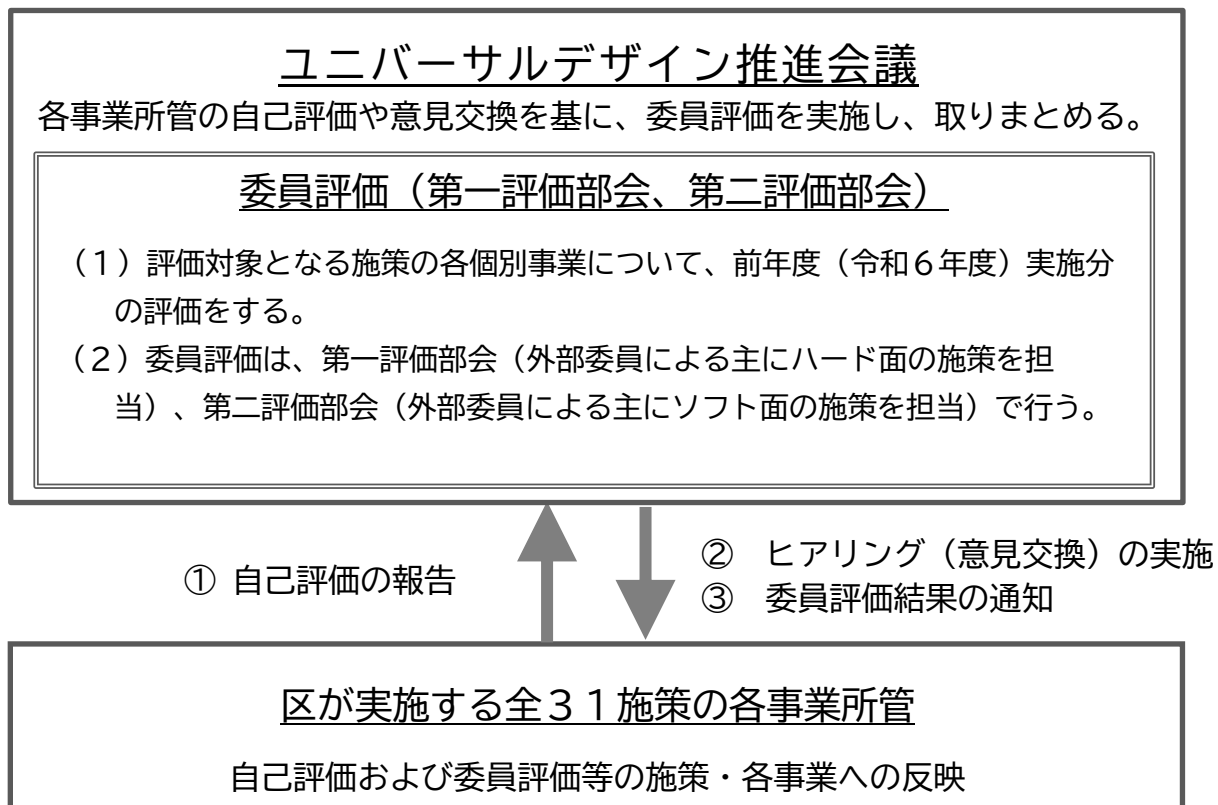 ユニバーサルデザイン推進会議
各事業所管の自己評価や意見交換を基に、委員評価を実施し、取りまとめる。
委員評価（第一評価部会、第二評価部会）
（１）評価対象となる施策の各個別事業について、前年度（令和６年度）実施分
の評価をする。
（２）委員評価は、第一評価部会（外部委員による主にハード面の施策を担
当）、第二評価部会（外部委員による主にソフト面の施策を担当）で行う。
① 自己評価の報告
②　ヒアリング（意見交換）の実施
③　委員評価結果の通知
区が実施する全３１施策の各事業所管
自己評価および委員評価等の施策・各事業への反映